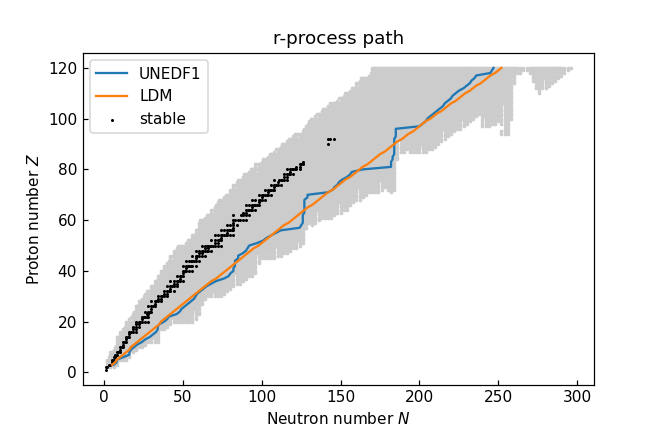 r-process path
UNEDF1
LDM
stable
120
100
80
60
40
20
0
Proton number Z
0 50 100 150 200 250 300
Neutron number N